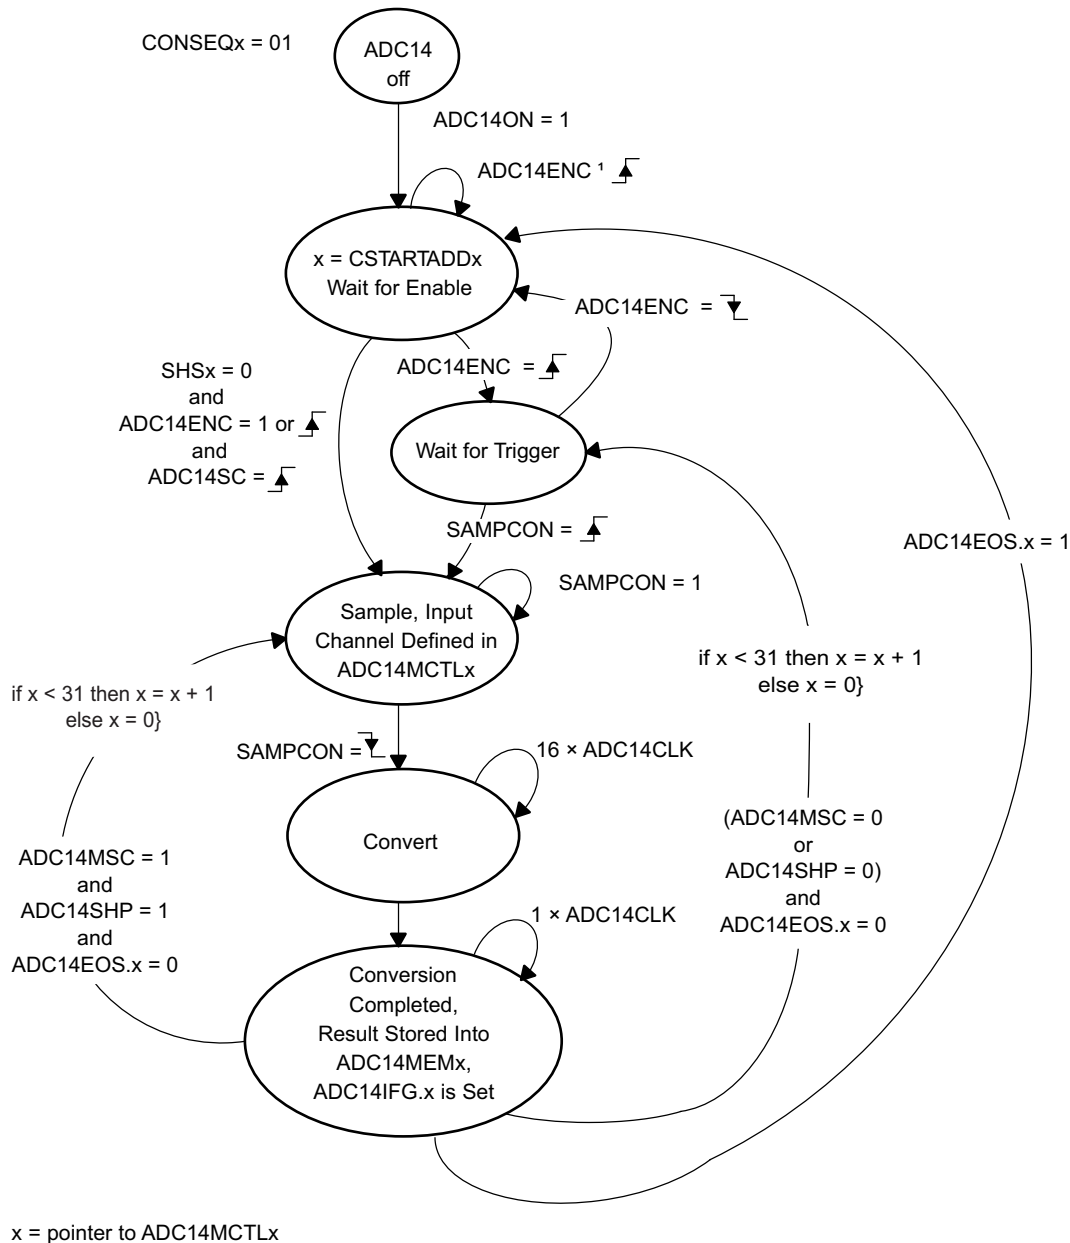 CONSEQx = 01
ADC14
off
ADC14ON = 1
ADC14ENC ¹
x = CSTARTADDx
Wait for Enable
ADC14ENC =
ADC14ENC =
SHSx = 0
and
ADC14ENC = 1 or
and
ADC14SC =
Wait for Trigger
SAMPCON =
ADC14EOS.x = 1
SAMPCON = 1
Sample, Input
Channel Defined in
ADC14MCTLx
if x < 31 then x = x + 1
else x = 0}
if x < 31 then x = x + 1
else x = 0}
SAMPCON =
16 × ADC14CLK
Convert
(ADC14MSC = 0
or
ADC14SHP = 0)
and
ADC14EOS.x = 0
ADC14MSC = 1
and
ADC14SHP = 1
and
ADC14EOS.x = 0
1 × ADC14CLK
Conversion
Completed,
Result Stored Into
ADC14MEMx,
ADC14IFG.x is Set
x = pointer to ADC14MCTLx